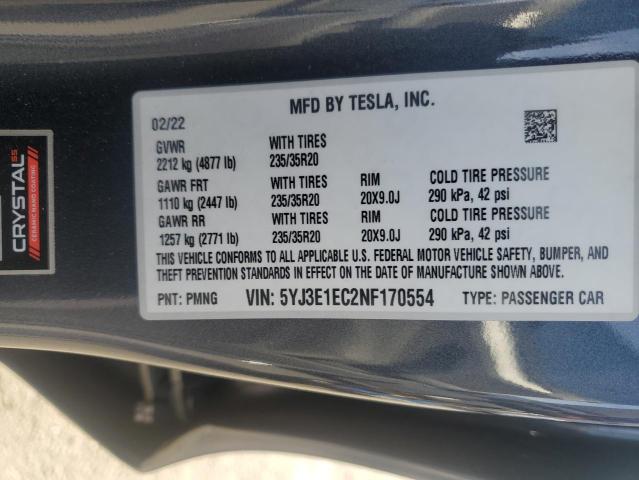 MFD BY TESLA, INC.
02/22
GVWR WITH TIRES
2212 kg (4877 lb) 235/35R20
GAWR FRT WITH TIRES RIM COLD TIRE PRESSURE
1110 kg (2447 lb) 235/35R20 20X9.0J 290 kPa, 42 psi
GAWR RR WITH TIRES RIM COLD TIRE PRESSURE
1257 kg (2771 lb) 235/35R20 20X9.0J 290 kPa, 42 psi
THIS VEHICLE CONFORMS TO ALL APPLICABLE U.S. FEDERAL MOTOR VEHICLE SAFETY, BUMPER, AND
THEFT PREVENTION STANDARDS IN EFFECT ON THE DATE OF MANUFACTURE SHOWN ABOVE.
PNT: PMNG VIN: 5YJ3E1EC2NF170554 TYPE: PASSENGER CAR
CRYSTAL SS
CERAMIC NANO COATING